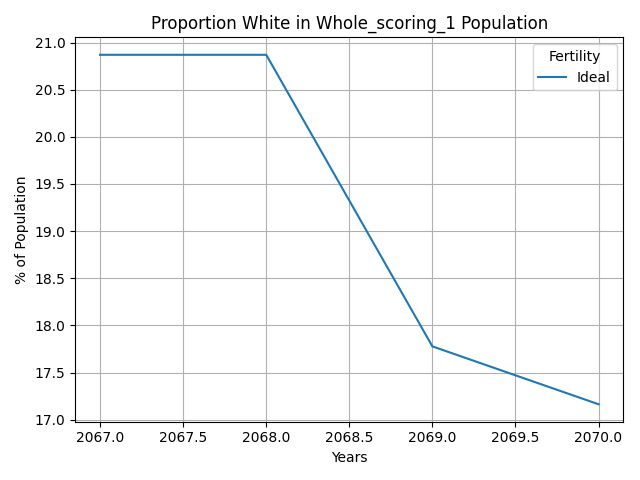 Proportion White in Whole_scoring_1 Population
Fertility
Ideal
% of Population
21.0
20.5
20.0
19.5
19.0
18.5
18.0
17.5
17.0
2067.0 2067.5 2068.0 2068.5 2069.0 2069.5 2070.0
Years